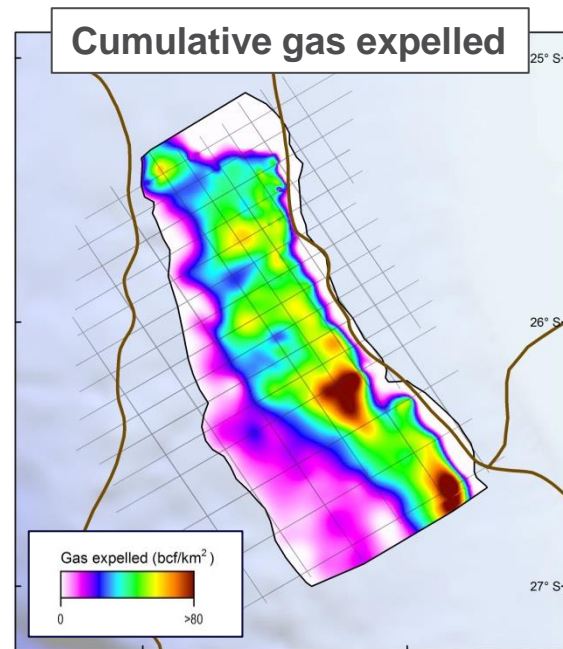 Cumulative gas expelled
25° S
26° S
27° S
Gas expelled (bcf/km²)
0 >80